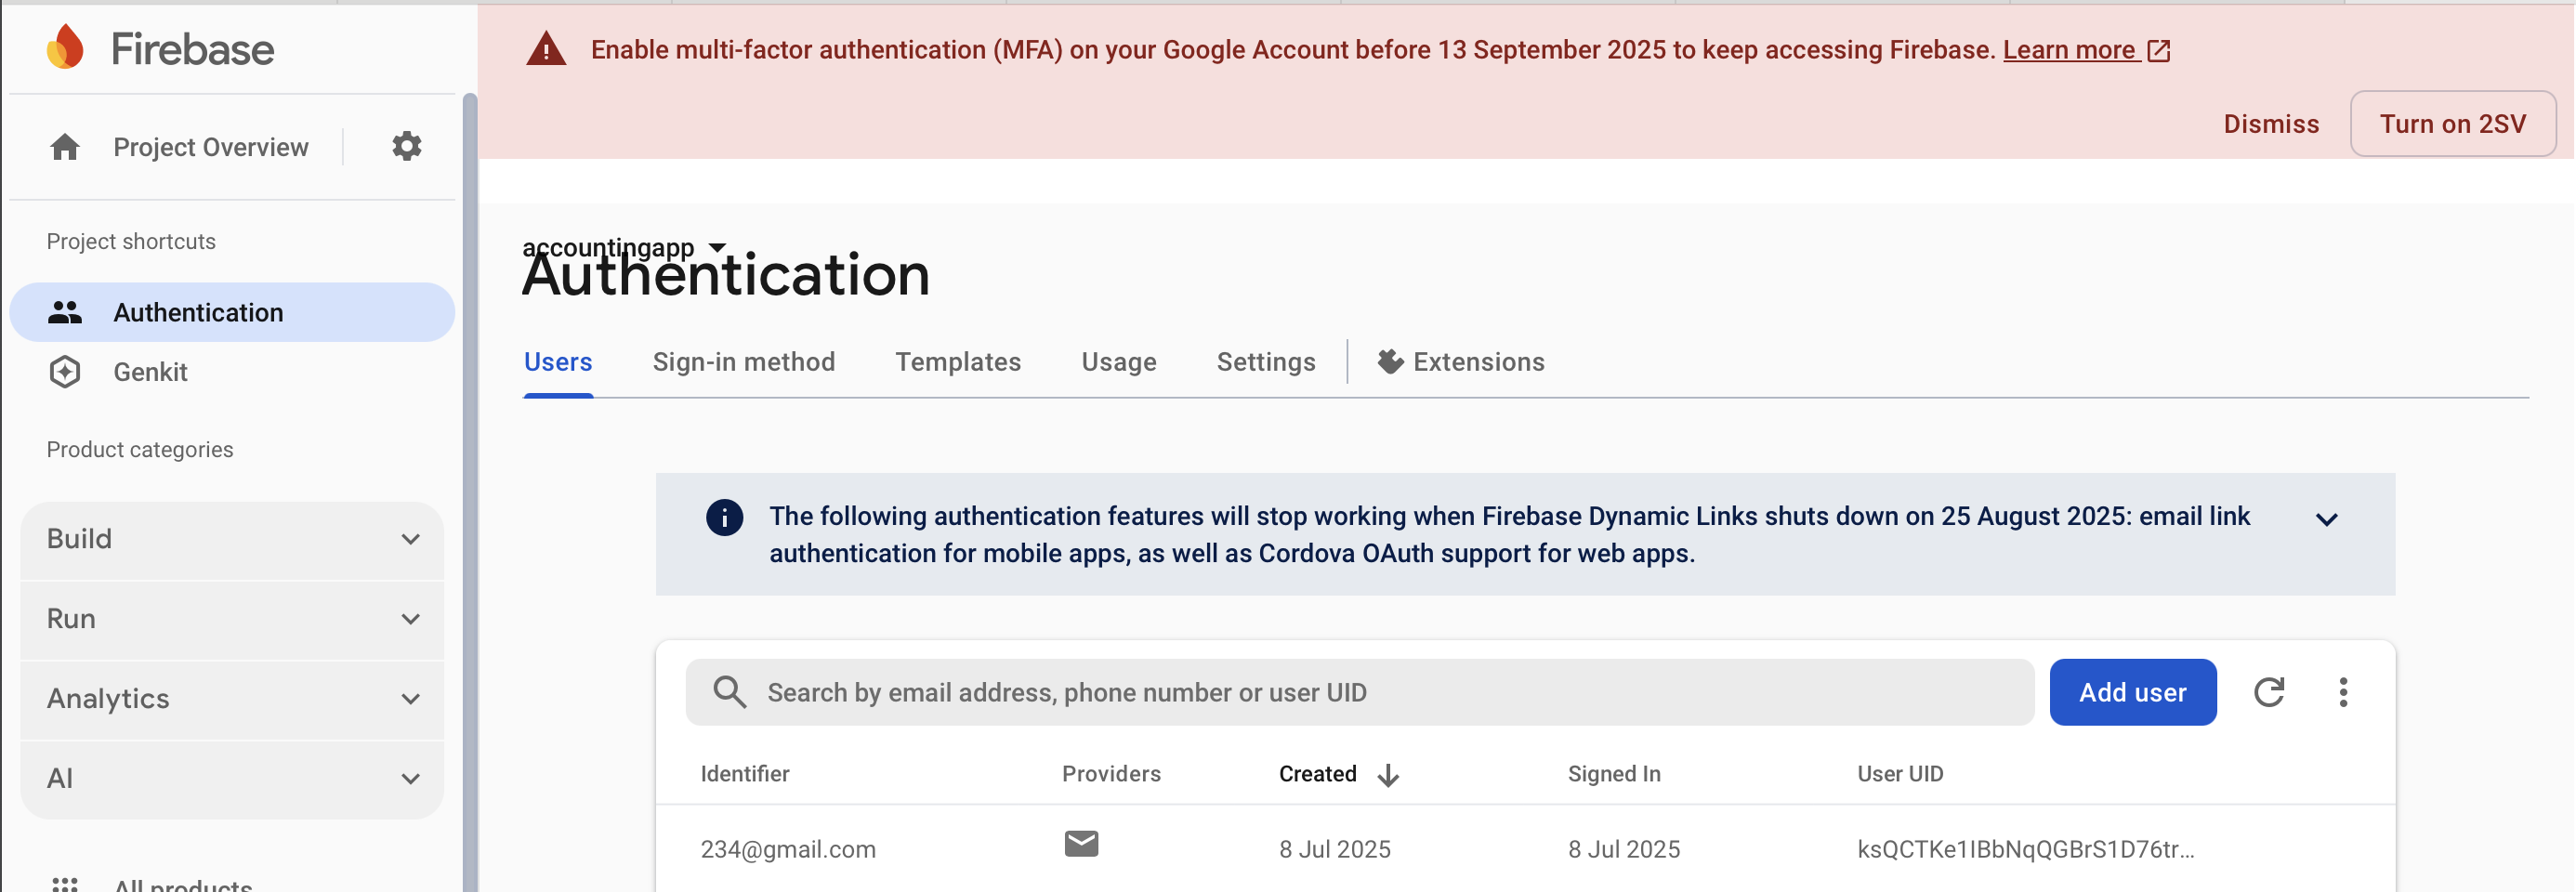 Firebase
Enable multi-factor authentication (MFA) on your Google Account before 13 September 2025 to keep accessing Firebase. Learn more
Dismiss
Turn on 2SV
Project Overview
Project shortcuts
Authentication
Genkit
Product categories
Build
Run
Analytics
AI
All products
accountingapp
Authentication
Users
Sign-in method
Templates
Usage
Settings
Extensions
The following authentication features will stop working when Firebase Dynamic Links shuts down on 25 August 2025: email link
authentication for mobile apps, as well as Cordova OAuth support for web apps.
Search by email address, phone number or user UID
Add user
Identifier Providers Created Signed In User UID
234@gmail.com 8 Jul 2025 8 Jul 2025 ksQCTKe1IBbNqQGBrS1D76tr...